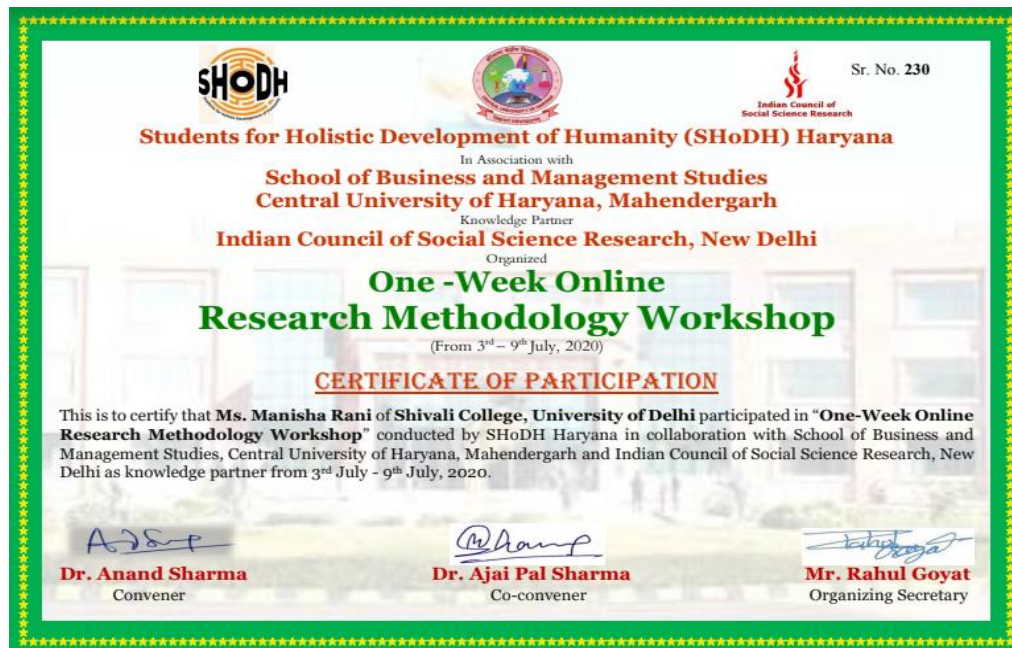 SHoDH
Indian Council of
Social Science Research
Sr. No. 230
Students for Holistic Development of Humanity (SHoDH) Haryana
In Association with
School of Business and Management Studies
Central University of Haryana, Mahendergarh
Knowledge Partner
Indian Council of Social Science Research, New Delhi
Organized
One -Week Online
Research Methodology Workshop
(From 3rd – 9th July, 2020)
CERTIFICATE OF PARTICIPATION
This is to certify that Ms. Manisha Rani of Shivali College, University of Delhi participated in “One-Week Online
Research Methodology Workshop” conducted by SHoDH Haryana in collaboration with School of Business and
Management Studies, Central University of Haryana, Mahendergarh and Indian Council of Social Science Research, New
Delhi as knowledge partner from 3rd July - 9th July, 2020.
Dr. Anand Sharma
Convener
Dr. Ajai Pal Sharma
Co-convener
Mr. Rahul Goyat
Organizing Secretary